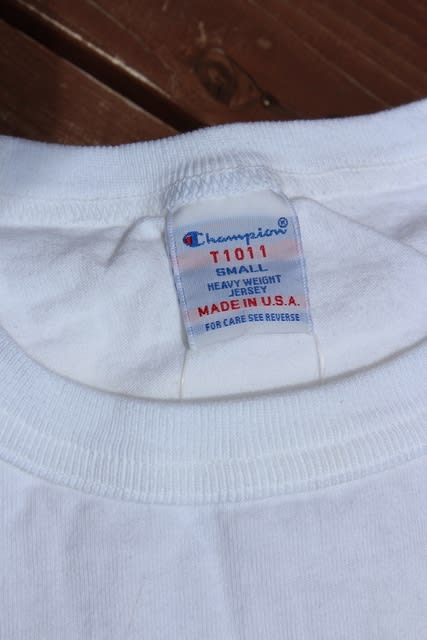 Champion®
T1011
SMALL
HEAVY WEIGHT
JERSEY
MADE IN U.S.A.
FOR CARE SEE REVERSE